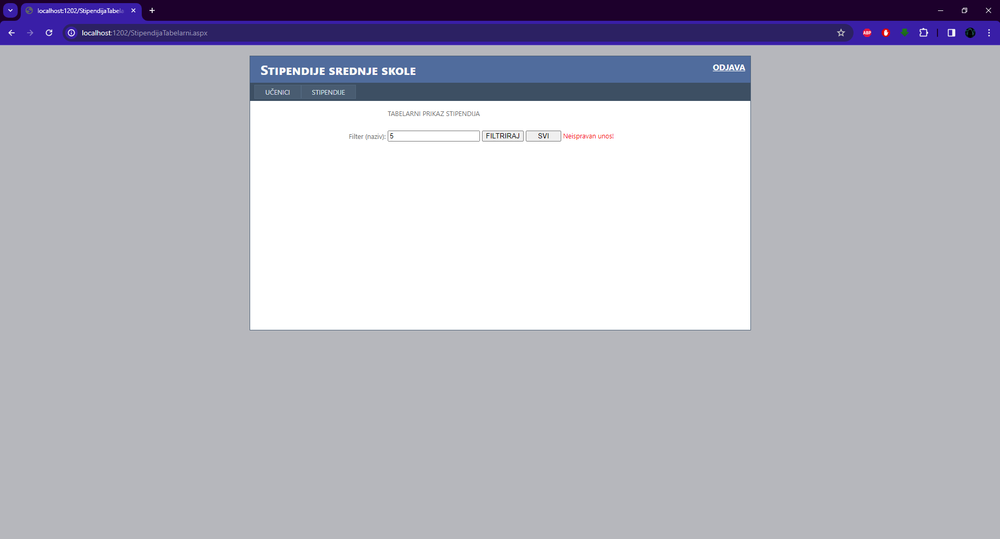 localhost:1202/StipendijaTabela
localhost:1202/StipendijaTabelarni.aspx
ABP
Stipendije srednje skole
ODJAVA
UČENICI STIPENDIJE
TABELARNI PRIKAZ STIPENDIJA
Filter (naziv): 5 FILTRIRAJ SVI Neispravan unos!